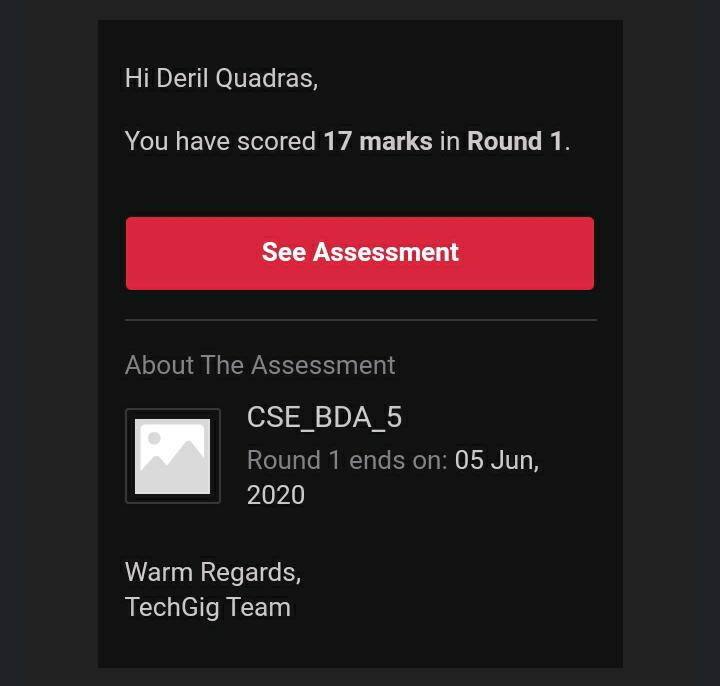 Hi Deril Quadras,
You have scored 17 marks in Round 1.
See Assessment
About The Assessment
CSE_BDA_5
Round 1 ends on: 05 Jun,
2020
Warm Regards,
TechGig Team